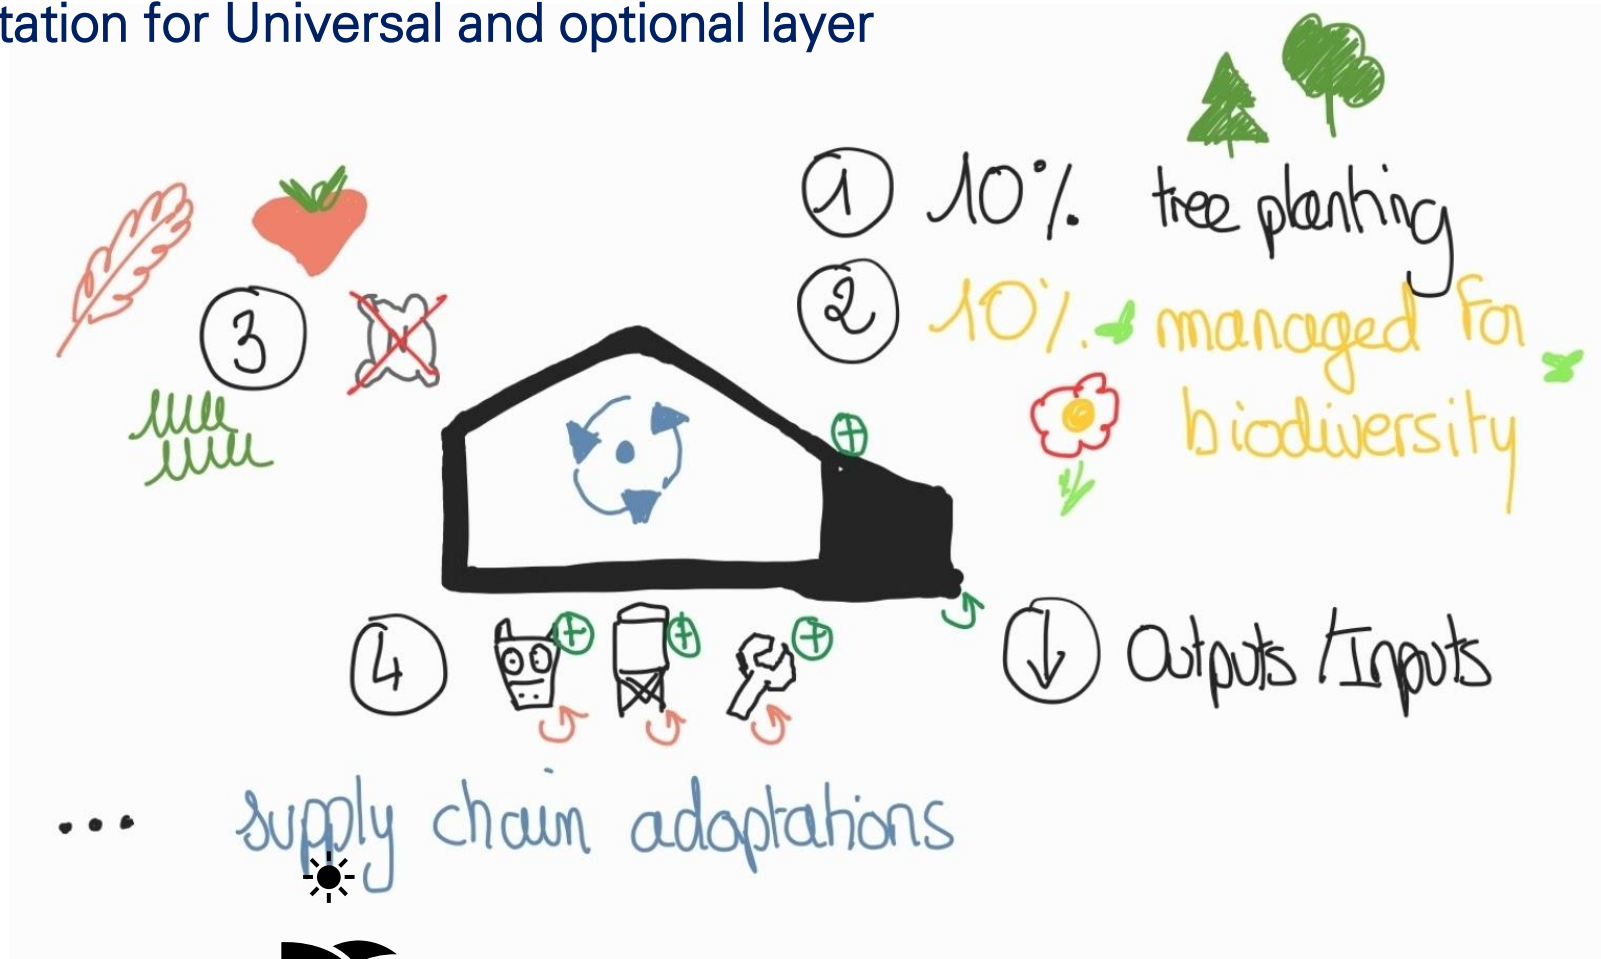 tation for Universal and optional layer
1 10% tree planting
2 10% managed for
biodiversity
3 N
4
Outputs / Inputs
... supply chain adaptations